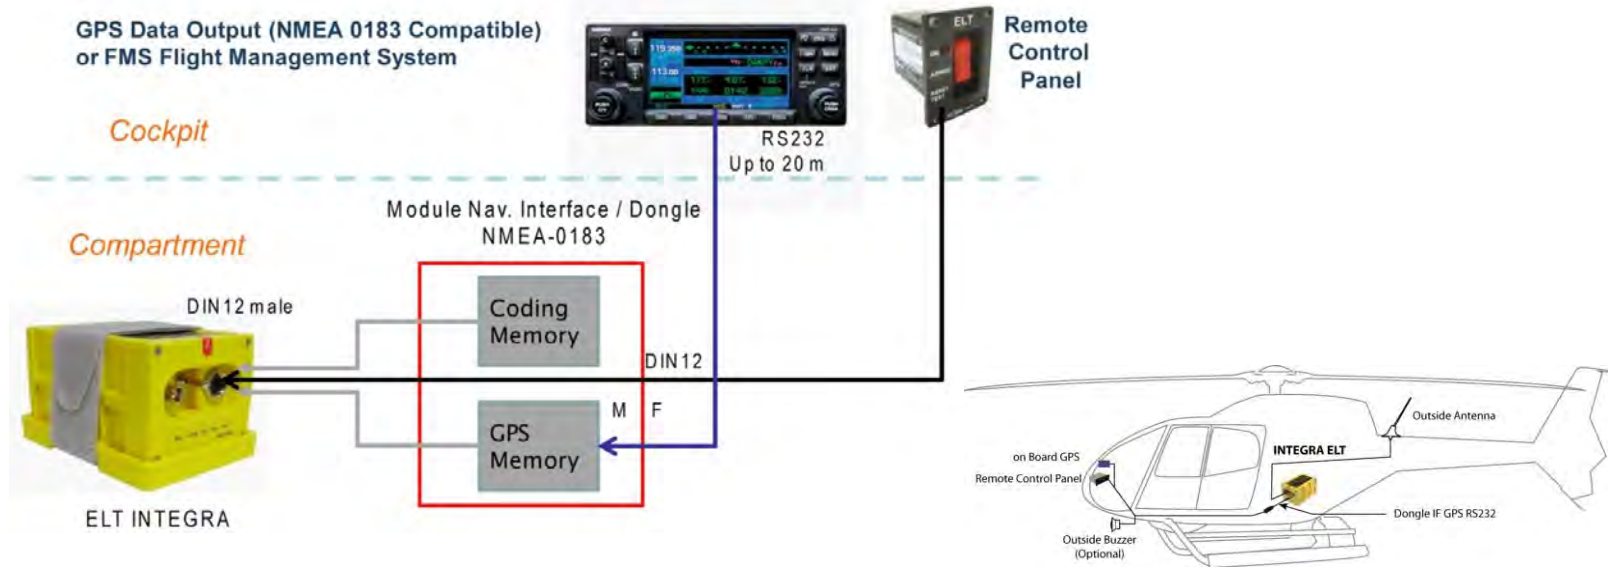 GPS Data Output (NMEA 0183 Compatible)
or FMS Flight Management System
ELT
Remote
Control
Panel
Cockpit
RS232
Up to 20 m
Module Nav. Interface / Dongle
NMEA-0183
Compartment
DIN12 male
Coding
Memory
DIN12
M F
GPS
Memory
ELT INTEGRA
Outside Antenna
INTEGRA ELT
on Board GPS
Remote Control Panel
Dongle IF GPS RS232
Outside Buzzer
(Optional)